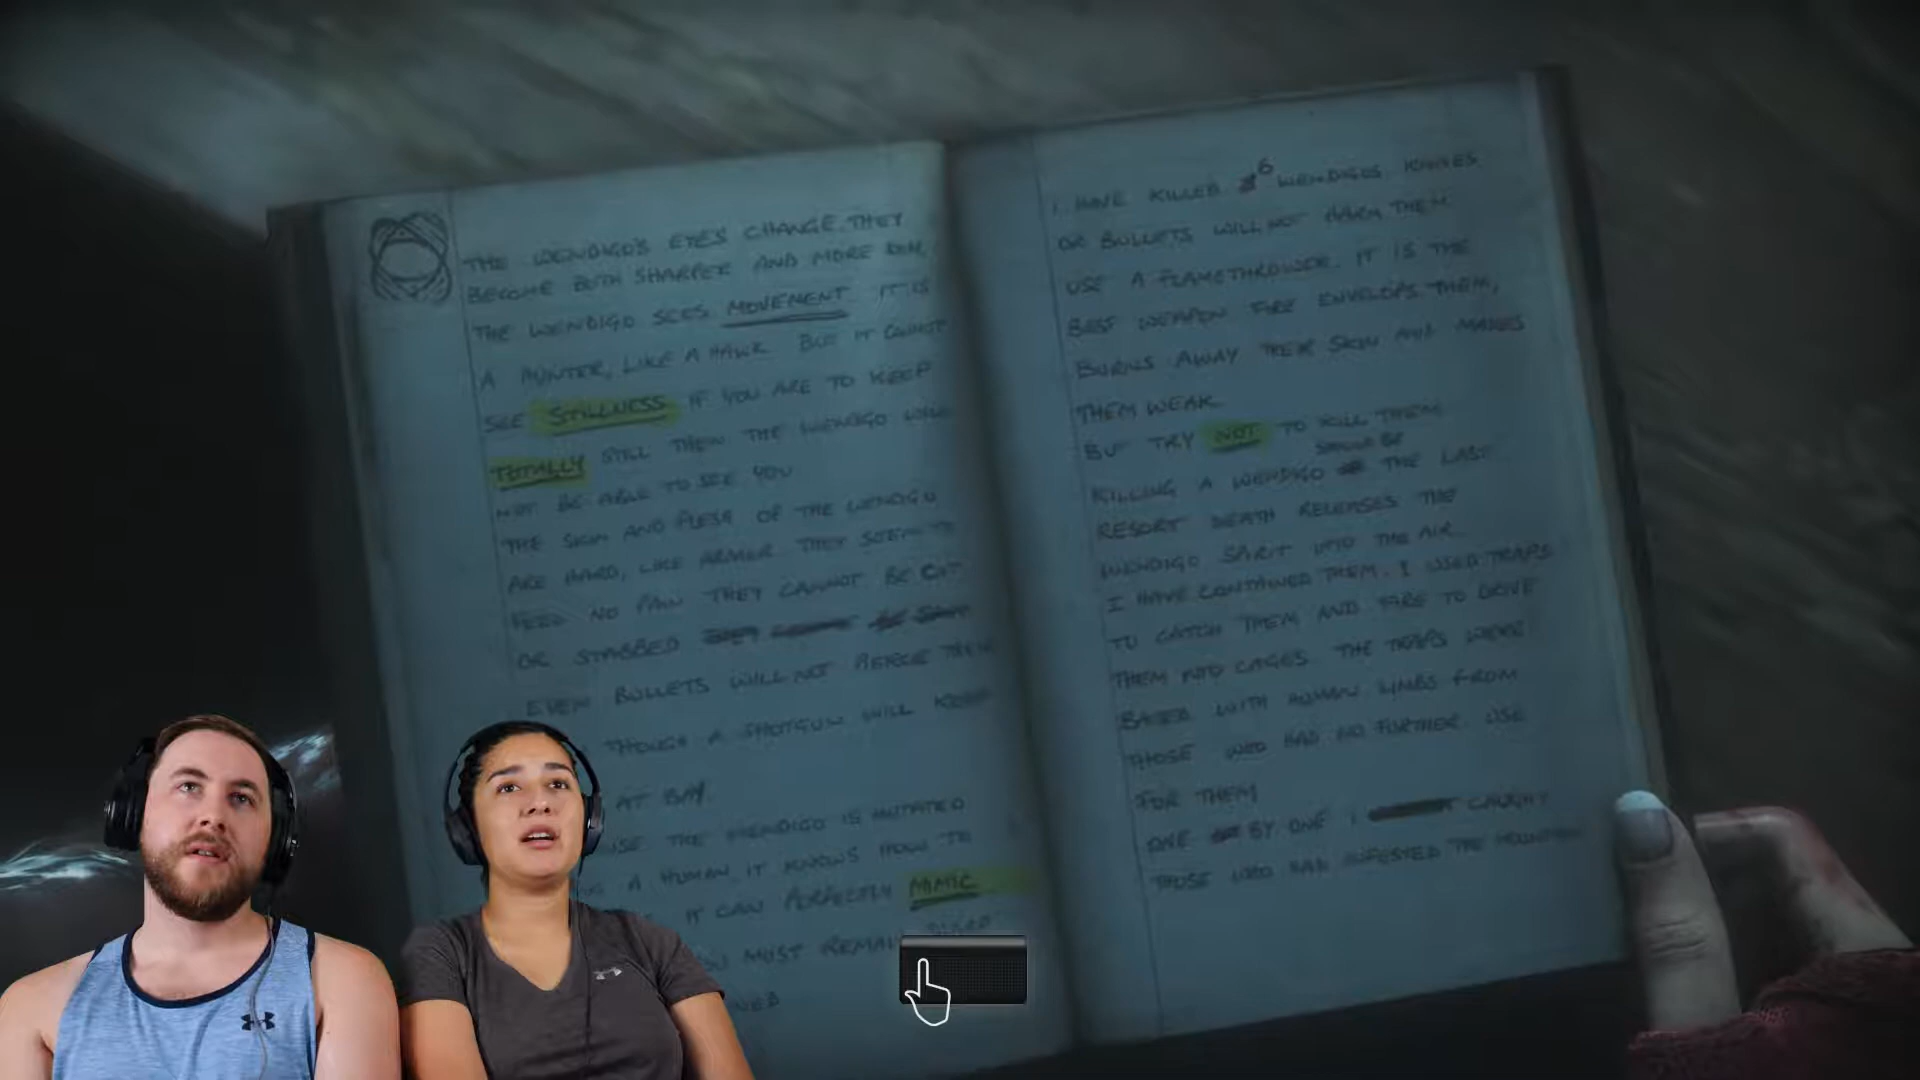 THE WENDIGO'S EYES CHANGE. THEY
BECOME BOTH SHARPER AND MORE DIM.
THE WENDIGO SEES MOVEMENT IT IS
A HUNTER, LIKE A HAWK BUT IT CANNOT
SEE STILLNESS IF YOU ARE TO KEEP
TOTALLY STILL THEN THE WENDIGO WILL
NOT BE ABLE TO SEE YOU
THE SKIN AND FLESH OF THE WENDIGO
ARE HARD, LIKE ARMOR THEY SEEM TO
FEEL NO PAIN THEY CANNOT BE CUT
OR STABBED
EVEN BULLETS WILL NOT PIERCE THEIR
THOUGH A SHOTGUN WILL KEEP
AT BAY.
THE WENDIGO IS MUTATED
A HUMAN, IT KNOWS HOW TO
IT CAN PERFECTLY MIMIC
MUST REMAIN
I HAVE KILLED 6 WENDIGOS, KNIVES
OR BULLETS WILL NOT HARM THEM
USE A FLAMETHROWER. IT IS THE
BEST WEAPON FIRE ENVELOPS THEM,
BURNS AWAY THEIR SKIN AND MAKES
THEM WEAK
BUT TRY NOT TO KILL THEM
KILLING A WENDIGO SHOULD BE THE LAST
RESORT DEATH RELEASES THE
WENDIGO SPIRIT INTO THE AIR
I HAVE CONTAINED THEM. I USED TRAPS
TO CATCH THEM AND FIRE TO DRIVE
THEM INTO CAGES. THE TRAPS WERE
BAITED WITH HUMAN LIMBS FROM
THOSE WHO HAD NO FURTHER USE
FOR THEM
ONE BY ONE I CAUGHT
THOSE WHO HAD INFESTED THE MOUNTAIN